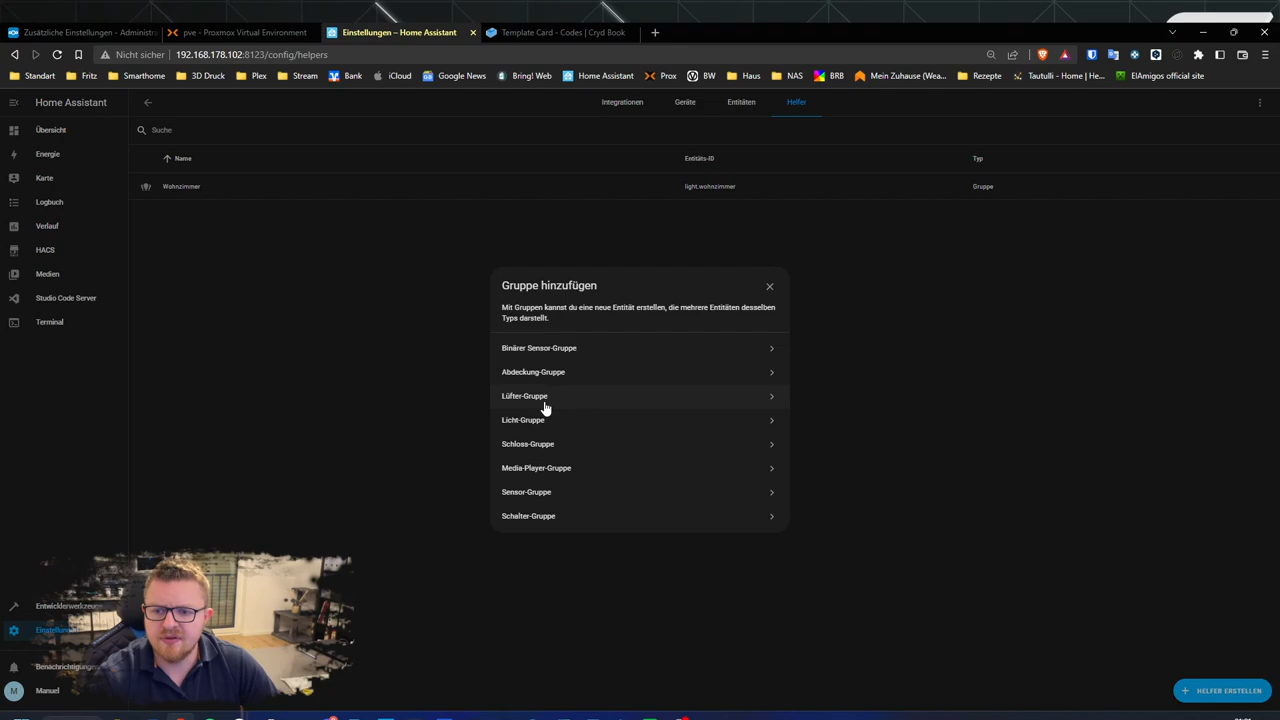 Zusätzliche Einstellungen - Administr
pve - Proxmox Virtual Environment
Einstellungen – Home Assistant
Template Card - Codes | Cryd Book
Nicht sicher
192.168.178.102:8123/config/helpers
Standart
Fritz
Smarthome
3D Druck
Plex
Stream
Bank
iCloud
Google News
Bring! Web
Home Assistant
Prox
BW
Haus
NAS
BRB
Mein Zuhause (Wea...
Rezepte
Tautulli - Home | He...
ElAmigos official site
Home Assistant
Integrationen
Geräte
Entitäten
Helfer
Übersicht
Energie
Karte
Logbuch
Verlauf
HACS
Medien
Studio Code Server
Terminal
Suche
Name
Entitäts-ID
Typ
Wohnzimmer
light.wohnzimmer
Gruppe
Gruppe hinzufügen
Mit Gruppen kannst du eine neue Entität erstellen, die mehrere Entitäten desselben
Typs darstellt.
Binärer Sensor-Gruppe
Abdeckung-Gruppe
Lüfter-Gruppe
Licht-Gruppe
Schloss-Gruppe
Media-Player-Gruppe
Sensor-Gruppe
Schalter-Gruppe
Entwicklerwerkzeu
Einstellun
Benachrichtigungen
M
Manuel
HELFER ERSTELLEN